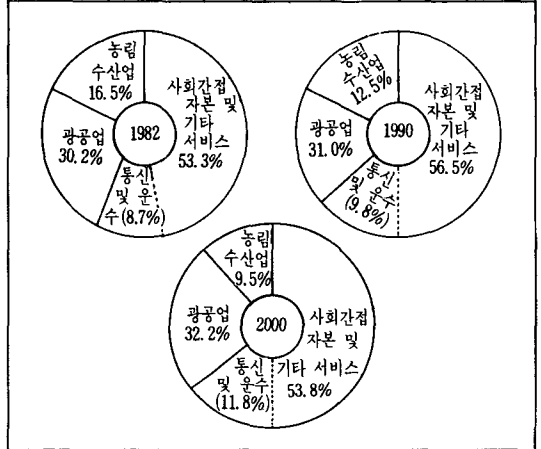 농림
수산업
16.5%
사회간접
자본 및
기타
서비스
53.3%
광공업
30.2%
1982
통신
및 운
수(8.7%)
농림
수산업
12.5%
사회간접
자본 및
기타
서비스
56.5%
광공업
31.0%
1990
통신
및 운수
(9.8%)
농림
수산업
9.5%
광공업
32.2%
2000
사회간접
자본 및
기타 서비스
53.8%
통신
및 운수
(11.8%)